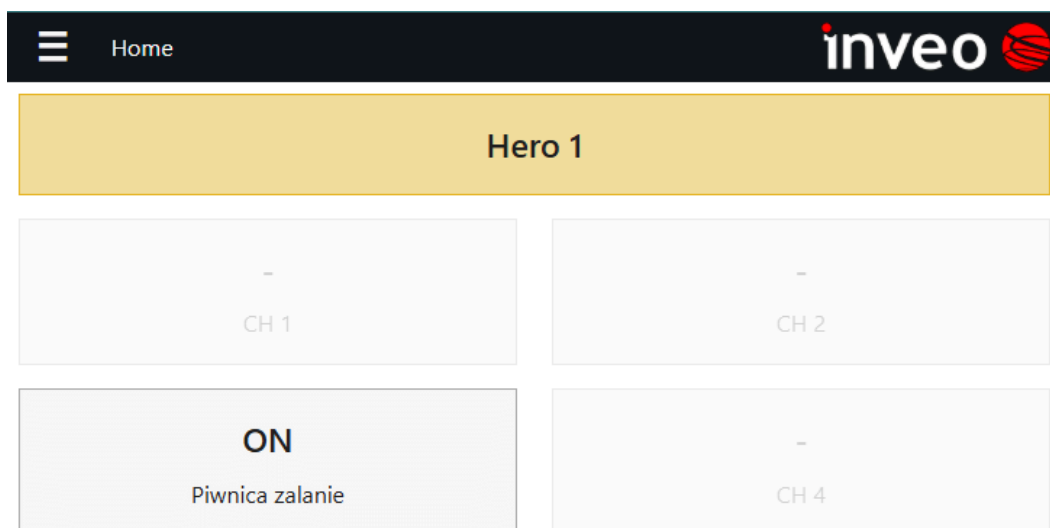 Home
inveo
Hero 1
-
CH 1
-
CH 2
ON
Piwnica zalanie
-
CH 4